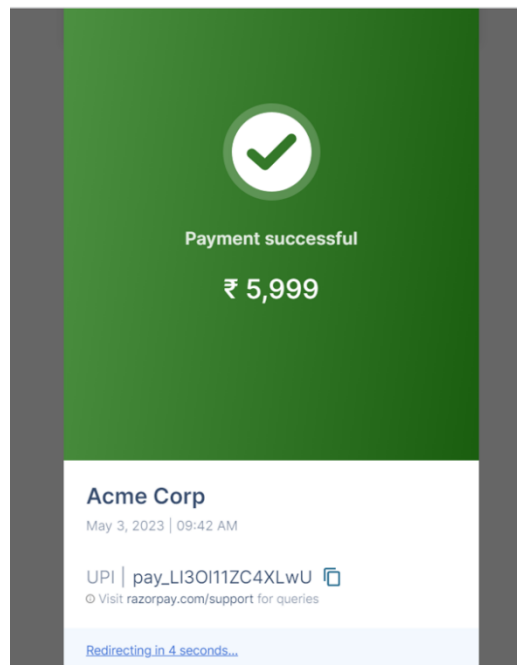 Payment successful
₹ 5,999
Acme Corp
May 3, 2023 | 09:42 AM
UPI | pay_LI3OI11ZC4XLwU
Visit razorpay.com/support for queries
Redirecting in 4 seconds...